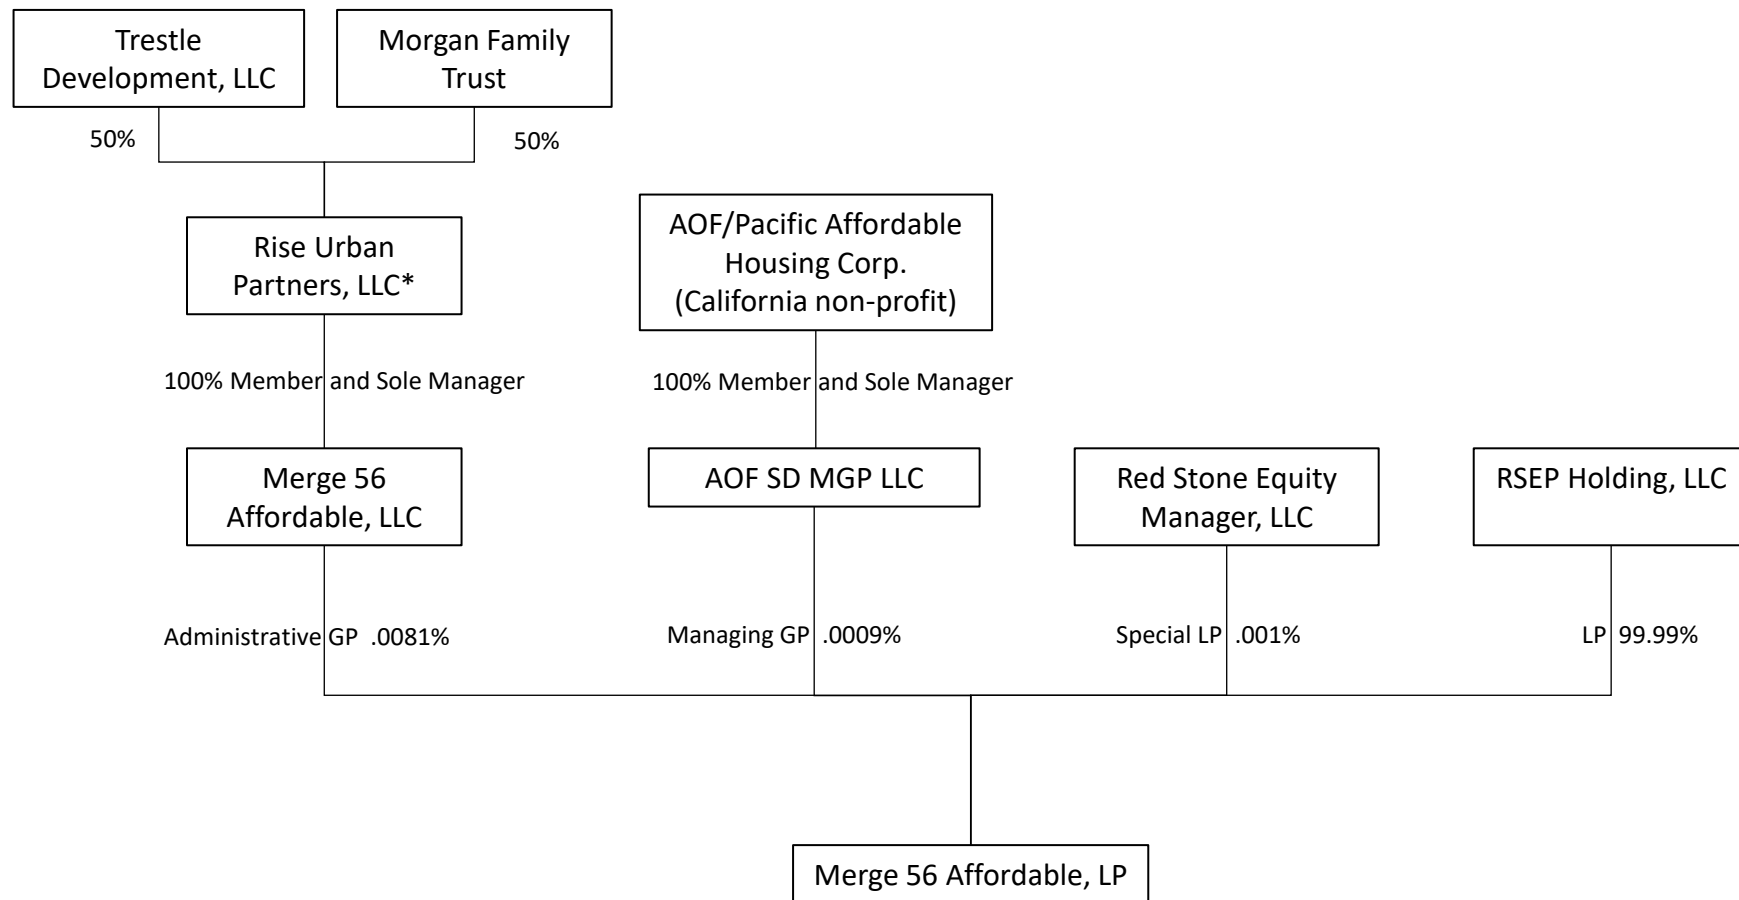 Trestle
Development, LLC
Morgan Family
Trust
50%
50%
Rise Urban
Partners, LLC*
AOF/Pacific Affordable
Housing Corp.
(California non-profit)
100% Member and Sole Manager
100% Member and Sole Manager
Merge 56
Affordable, LLC
AOF SD MGP LLC
Red Stone Equity
Manager, LLC
RSEP Holding, LLC
Administrative GP .0081%
Managing GP .0009%
Special LP .001%
LP 99.99%
Merge 56 Affordable, LP